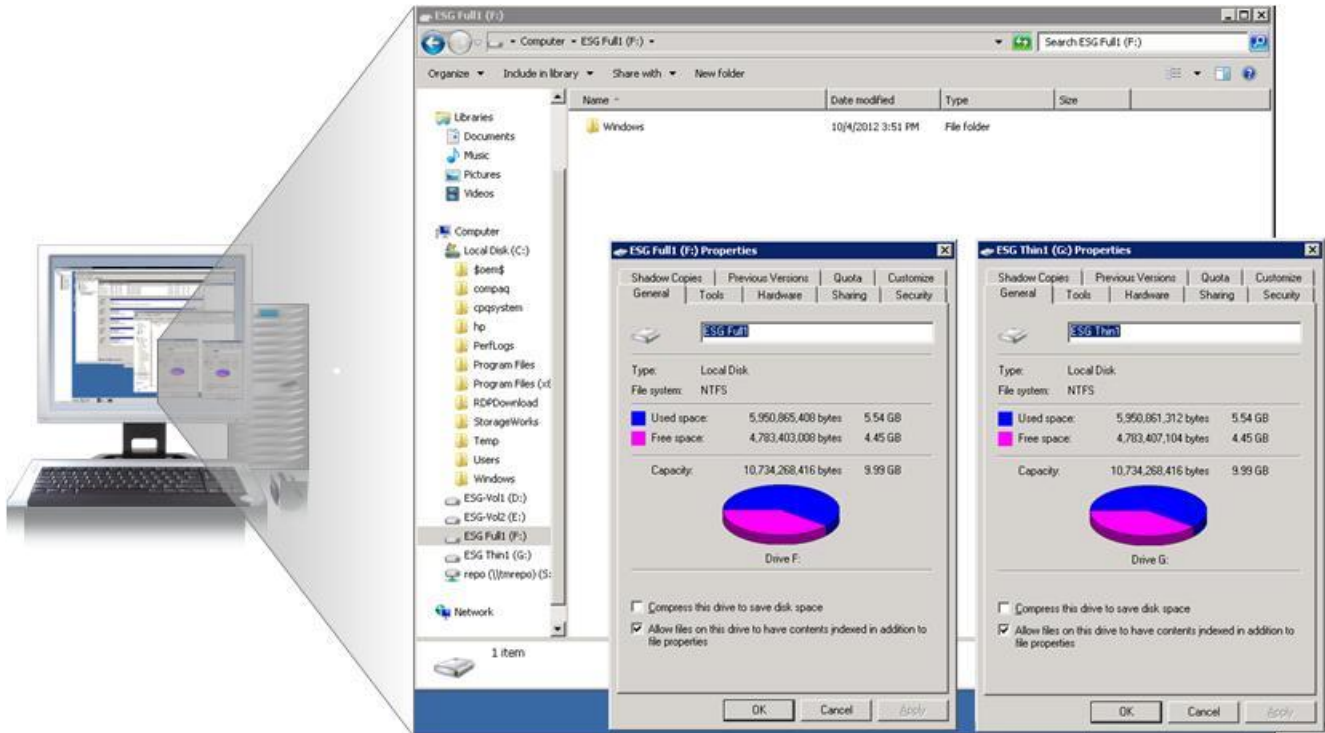 ESG Full1 (F:)
Computer ESG Full1 (F:)
Search ESG Full1 (F:)
Organize Include in library Share with New folder
Name Date modified Type Size
Windows 10/4/2012 3:51 PM File folder
Libraries
Documents
Music
Pictures
Videos
Computer
Local Disk (C:)
$oem$
compaq
cpqsystem
hp
PerfLogs
Program Files
Program Files (x8
RDPDownload
StorageWorks
Temp
Users
Windows
ESG-Vol1 (D:)
ESG-Vol2 (E:)
ESG Full1 (F:)
ESG Thin1 (G:)
repo (\\tmrepo) (S:
Network
1 item
ESG Full1 (F:) Properties
Shadow Copies Previous Versions Quota Customize
General Tools Hardware Sharing Security
ESG Full1
Type: Local Disk
File system: NTFS
Used space: 5,950,865,408 bytes 5.54 GB
Free space: 4,783,403,008 bytes 4.45 GB
Capacity: 10,734,268,416 bytes 9.99 GB
Drive F:
Compress this drive to save disk space
Allow files on this drive to have contents indexed in addition to
file properties
OK Cancel Apply
ESG Thin1 (G:) Properties
Shadow Copies Previous Versions Quota Customize
General Tools Hardware Sharing Security
ESG Thin1
Type: Local Disk
File system: NTFS
Used space: 5,950,861,312 bytes 5.54 GB
Free space: 4,783,407,104 bytes 4.45 GB
Capacity: 10,734,268,416 bytes 9.99 GB
Drive G:
Compress this drive to save disk space
Allow files on this drive to have contents indexed in addition to
file properties
OK Cancel Apply